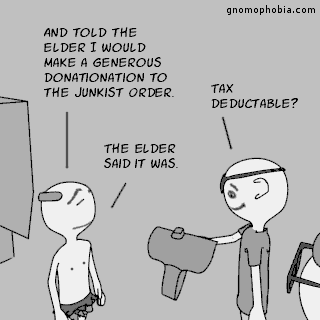 gnomophobia.com
AND TOLD THE
ELDER I WOULD
MAKE A GENEROUS
DONATIONATION TO
THE JUNKIST ORDER.
TAX
DEDUCTABLE?
THE ELDER
SAID IT WAS.